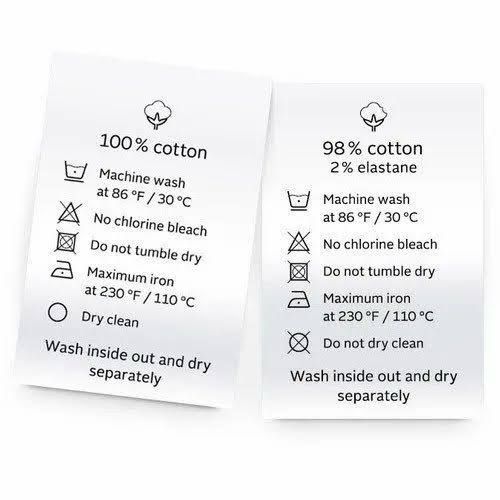 100% cotton
Machine wash
at 86 °F / 30 °C
No chlorine bleach
Do not tumble dry
Maximum iron
at 230 °F / 110 °C
Dry clean
Wash inside out and dry
separately
98% cotton
2% elastane
Machine wash
at 86 °F / 30 °C
No chlorine bleach
Do not tumble dry
Maximum iron
at 230 °F / 110 °C
Do not dry clean
Wash inside out and dry
separately